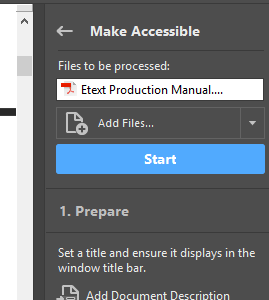 Make Accessible
Files to be processed:
Etext Production Manual....
Add Files...
Start
1. Prepare
Set a title and ensure it displays in the
window title bar.
Add Document Description